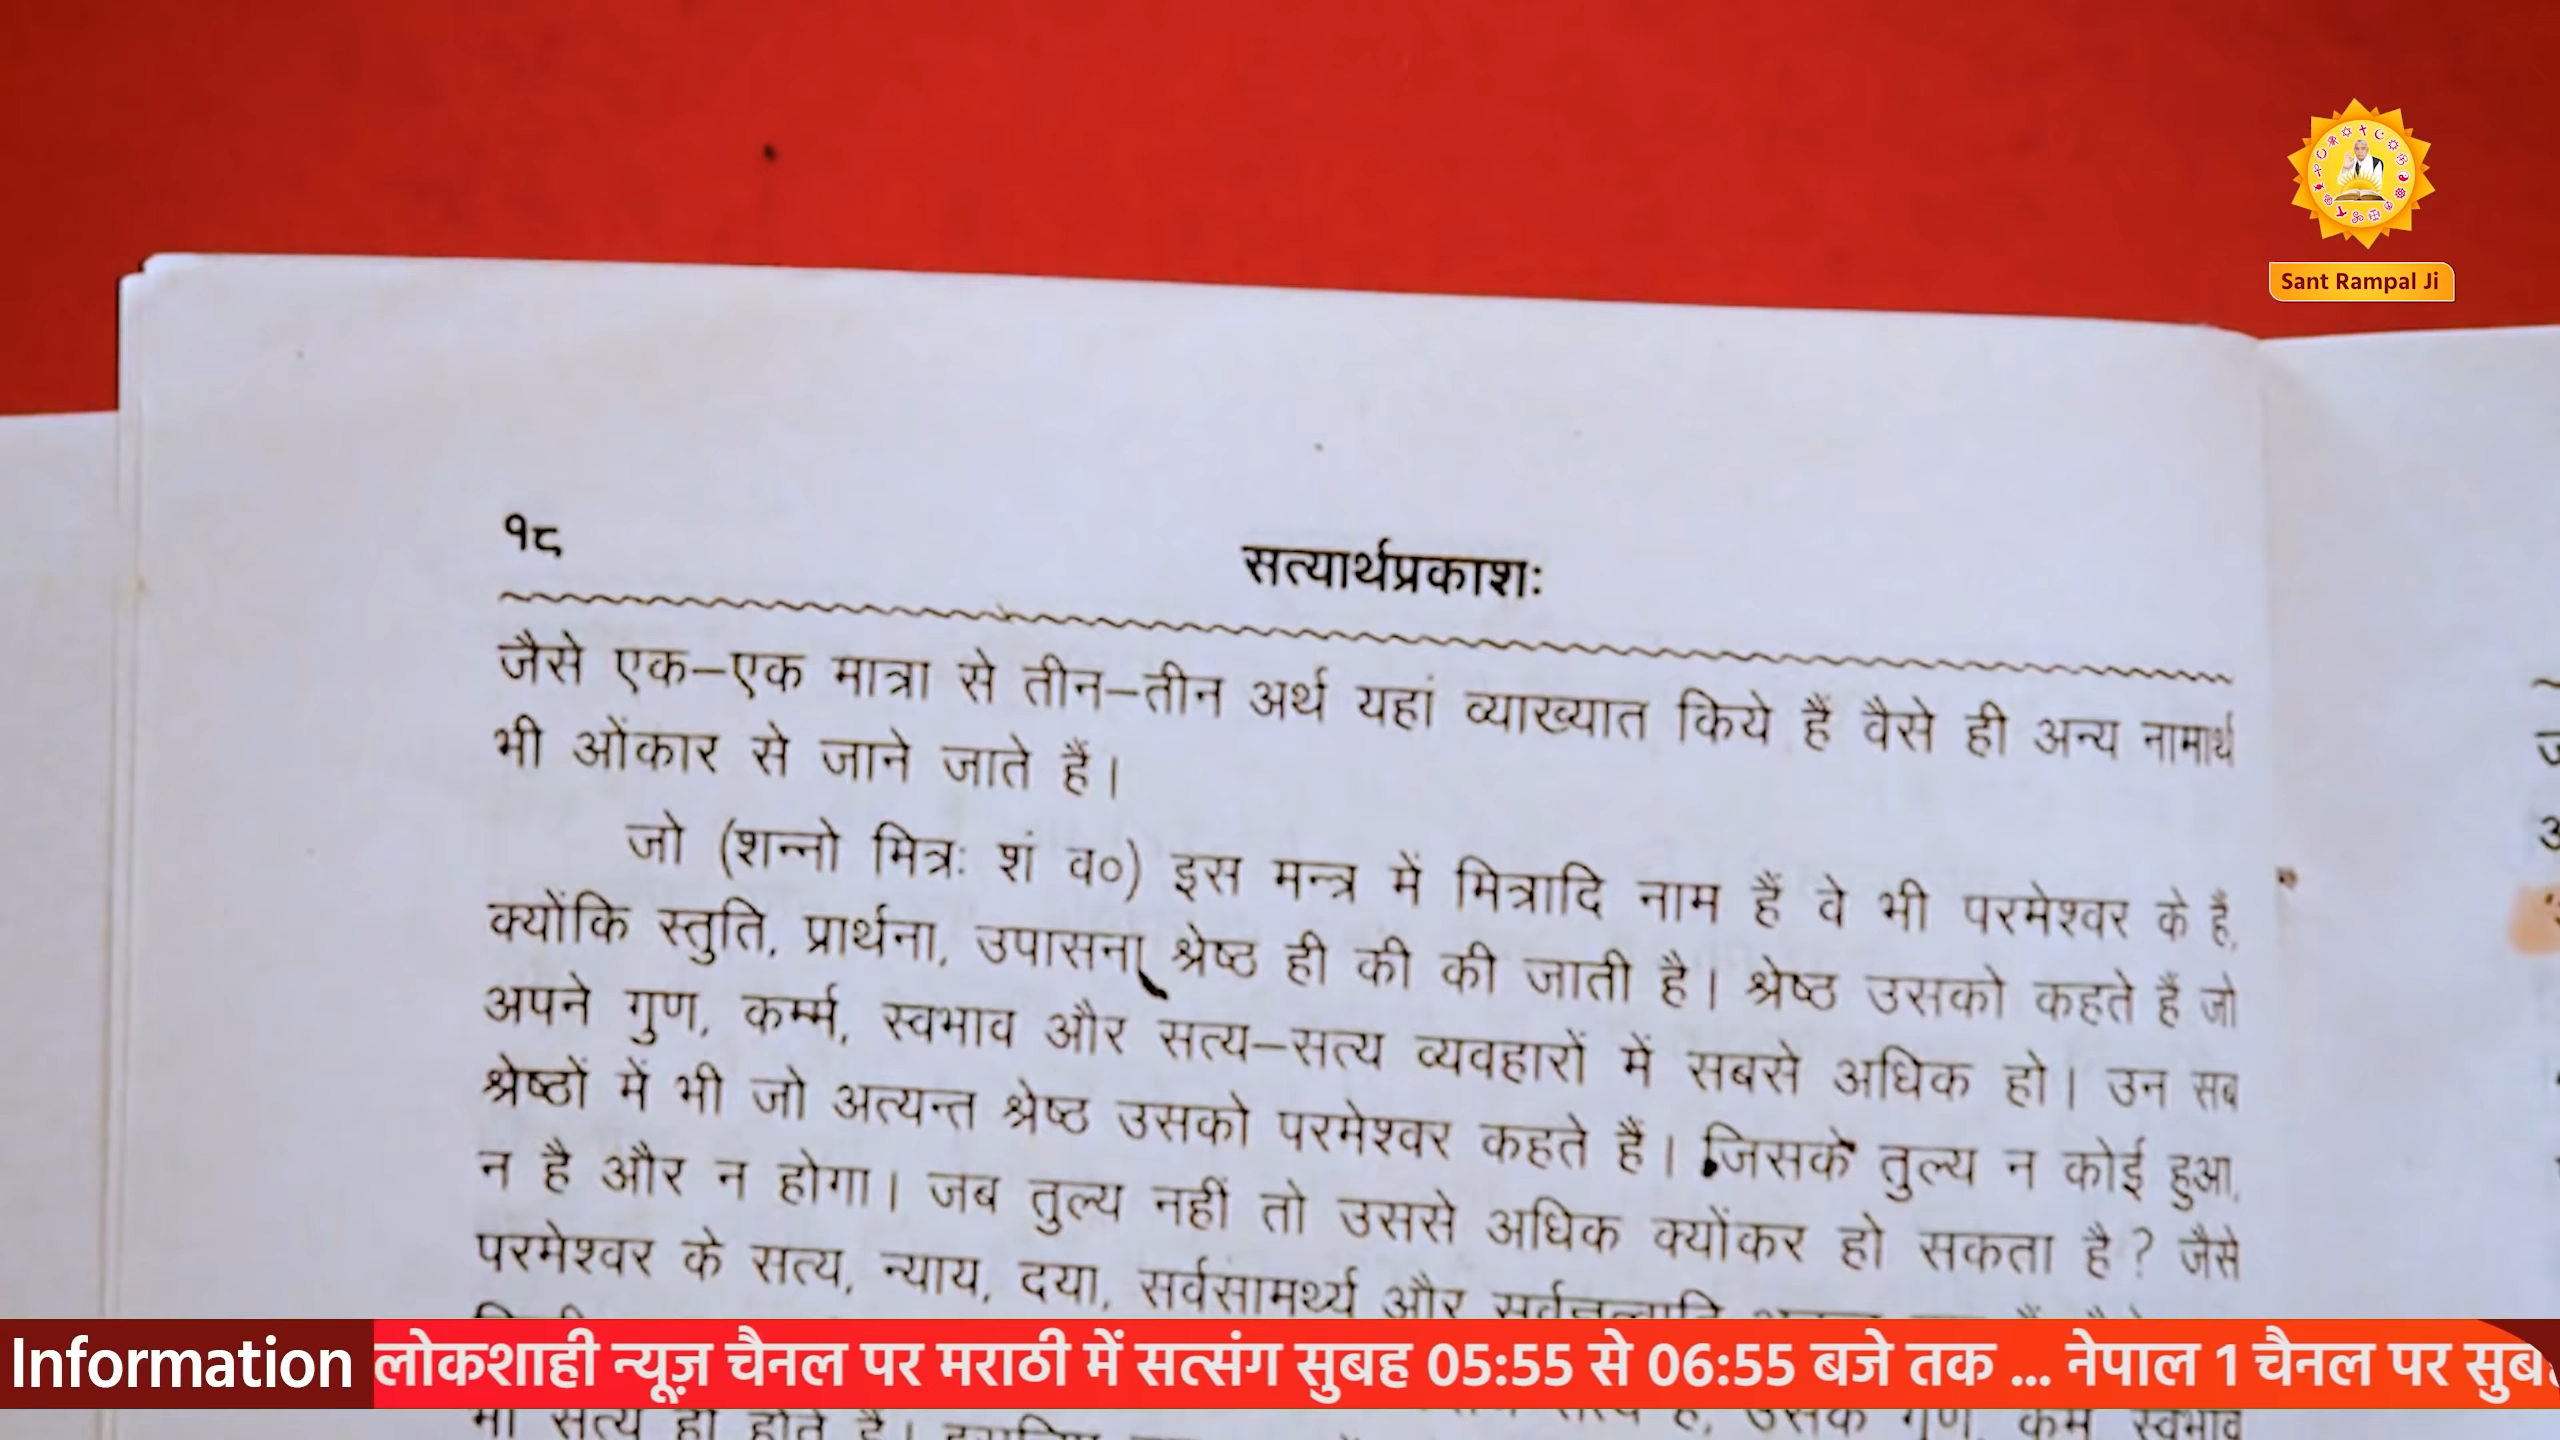 Sant Rampal Ji
१८
सत्यार्थप्रकाशः
जैसे एक–एक मात्रा से तीन–तीन अर्थ यहां व्याख्यात किये हैं वैसे ही अन्य नामार्थ
भी ओंकार से जाने जाते हैं।
जो (शन्नो मित्रः शं व०) इस मन्त्र में मित्रादि नाम हैं वे भी परमेश्वर के हैं,
क्योंकि स्तुति, प्रार्थना, उपासना श्रेष्ठ ही की की जाती है। श्रेष्ठ उसको कहते हैं जो
अपने गुण, कर्म्म, स्वभाव और सत्य–सत्य व्यवहारों में सबसे अधिक हो। उन सब
श्रेष्ठों में भी जो अत्यन्त श्रेष्ठ उसको परमेश्वर कहते हैं। जिसके तुल्य न कोई हुआ,
न है और न होगा। जब तुल्य नहीं तो उससे अधिक क्योंकर हो सकता है? जैसे
परमेश्वर के सत्य, न्याय, दया, सर्वसामर्थ्य और
Information
लोकशाही न्यूज़ चैनल पर मराठी में सत्संग सुबह 05:55 से 06:55 बजे तक ... नेपाल 1 चैनल पर
उसके गुण, कर्म, स्वभाव